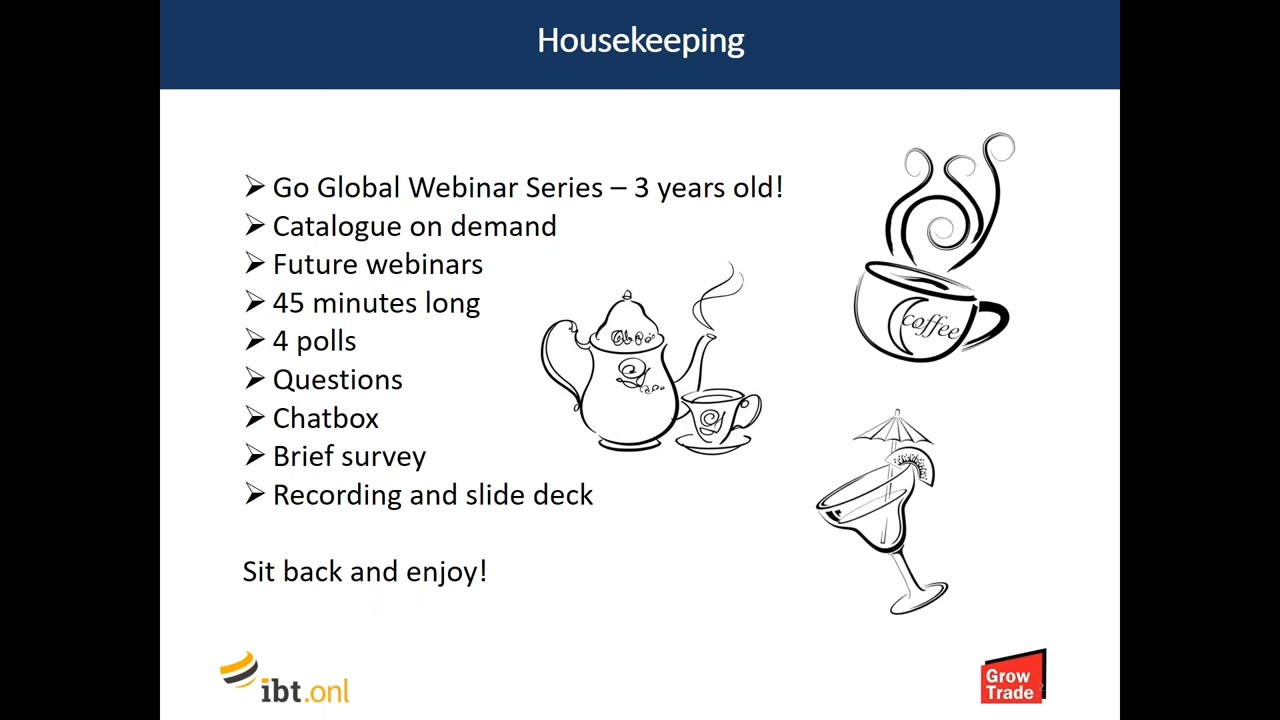 Housekeeping
➢ Go Global Webinar Series – 3 years old!
➢ Catalogue on demand
➢ Future webinars
➢ 45 minutes long
➢ 4 polls
➢ Questions
➢ Chatbox
➢ Brief survey
➢ Recording and slide deck
Sit back and enjoy!
coffee
ibt.onl
Grow
Trade
2